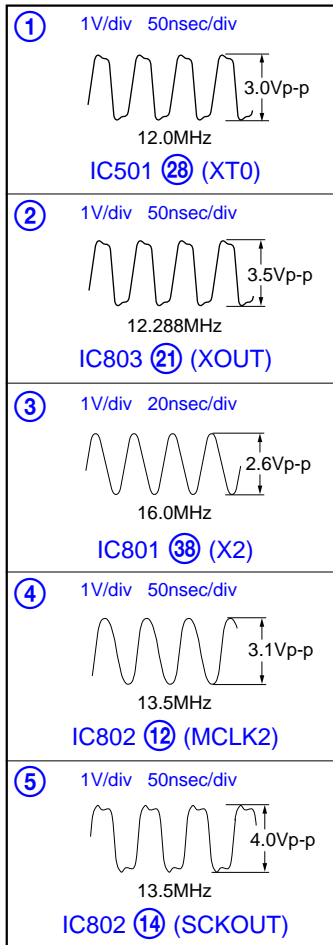 ① 1V/div 50nsec/div
3.0Vp-p
12.0MHz
IC501 ㉘ (XT0)
② 1V/div 50nsec/div
3.5Vp-p
12.288MHz
IC803 ㉑ (XOUT)
③ 1V/div 20nsec/div
2.6Vp-p
16.0MHz
IC801 ㊳ (X2)
④ 1V/div 50nsec/div
3.1Vp-p
13.5MHz
IC802 ⑫ (MCLK2)
⑤ 1V/div 50nsec/div
4.0Vp-p
13.5MHz
IC802 ⑭ (SCKOUT)